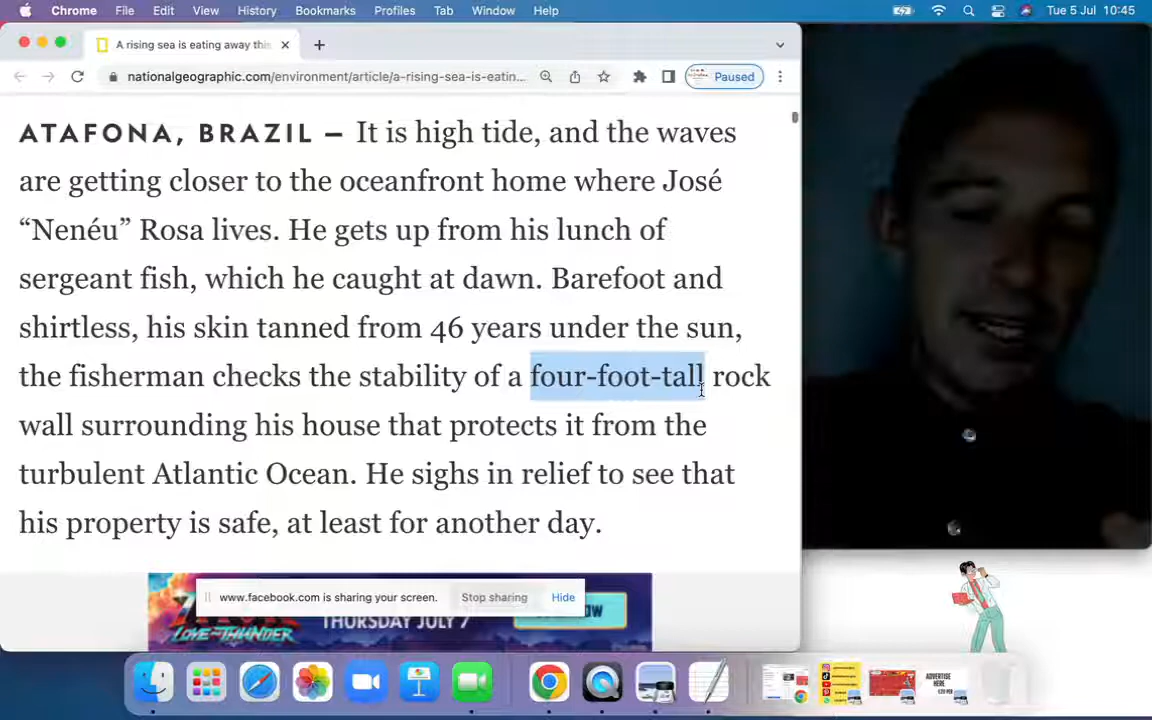 Chrome File Edit View History Bookmarks Profiles Tab Window Help Tue 5 Jul 10:45
A rising sea is eating away this
nationalgeographic.com/environment/article/a-rising-sea-is-eatin... Paused
ATAFONA, BRAZIL — It is high tide, and the waves
are getting closer to the oceanfront home where José
“Nenéu” Rosa lives. He gets up from his lunch of
sergeant fish, which he caught at dawn. Barefoot and
shirtless, his skin tanned from 46 years under the sun,
the fisherman checks the stability of a four-foot-tall rock
wall surrounding his house that protects it from the
turbulent Atlantic Ocean. He sighs in relief to see that
his property is safe, at least for another day.
www.facebook.com is sharing your screen. Stop sharing Hide
THURSDAY JULY 7
LOVE AND THUNDER
ADVERTISE
HERE